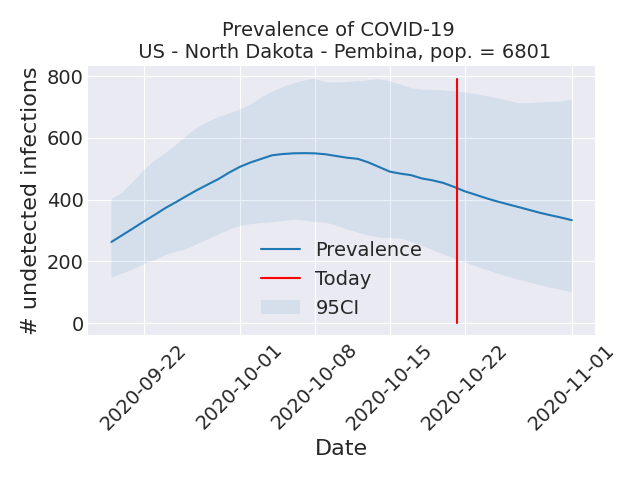 Prevalence of COVID-19
US - North Dakota - Pembina, pop. = 6801
# undetected infections
800
600
400
200
0
Prevalence
Today
95CI
2020-09-22
2020-10-01
2020-10-08
2020-10-15
2020-10-22
2020-11-01
Date